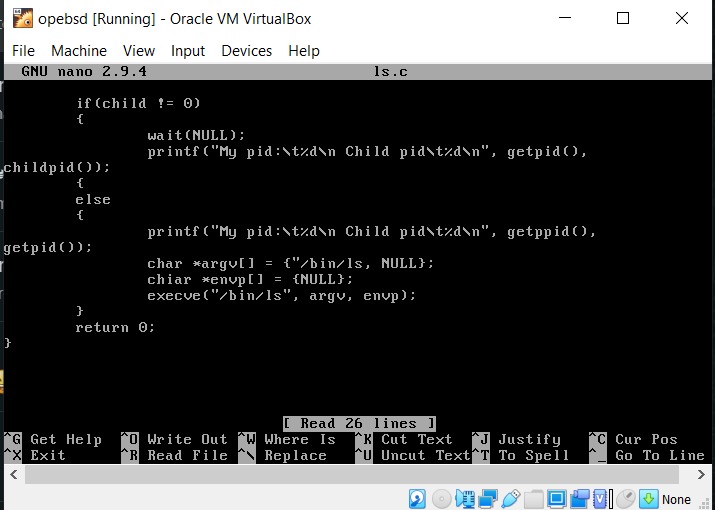 opebsd [Running] - Oracle VM VirtualBox
File Machine View Input Devices Help
GNU nano 2.9.4 ls.c
if(child != 0)
{
wait(NULL);
printf("My pid:\t%d\n Child pid\t%d\n", getpid(),
childpid());
{
else
{
printf("My pid:\t%d\n Child pid\t%d\n", getppid(),
getpid());
char *argv[] = {"/bin/ls, NULL};
chiar *envp[] = {NULL};
execve("/bin/ls", argv, envp);
}
return 0;
}
[ Read 26 lines ]
^G Get Help ^O Write Out ^W Where Is ^K Cut Text ^J Justify ^C Cur Pos
^X Exit ^R Read File ^\ Replace ^U Uncut Text ^T To Spell ^_ Go To Line
None